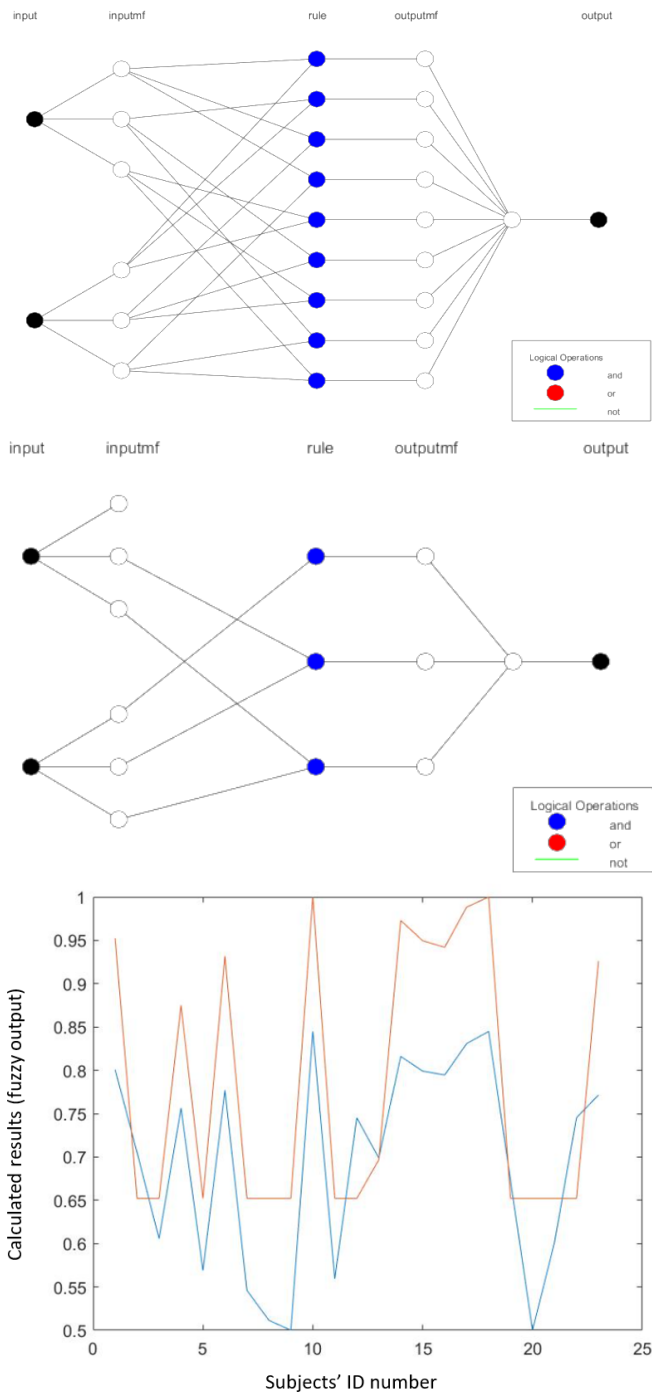 input inputmf rule outputmf output
Logical Operations
and
or
not
input inputmf rule outputmf output
Logical Operations
and
or
not
1
0.95
0.9
0.85
0.8
0.75
0.7
0.65
0.6
0.55
0.5
Calculated results (fuzzy output)
0 5 10 15 20 25
Subjects' ID number